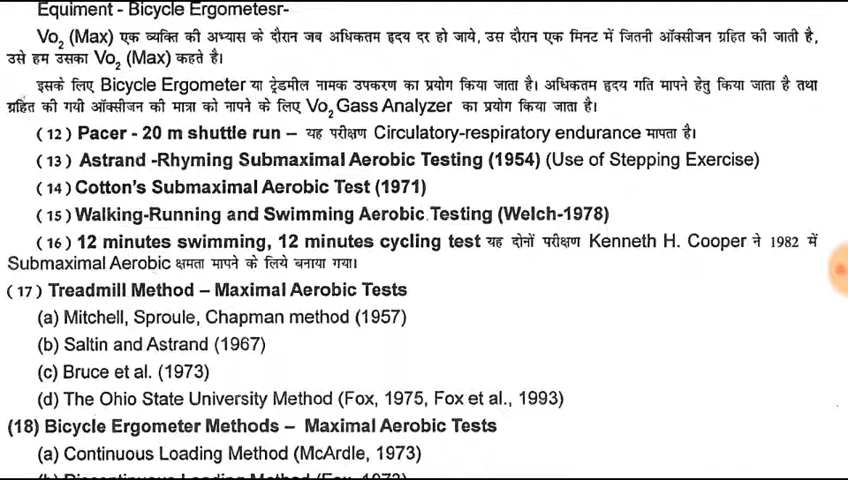 Equiment - Bicycle Ergometesr-
Vo₂ (Max) एक व्यक्ति की अभ्यास के दौरान जब अधिकतम हृदय दर हो जाये, उस दौरान एक मिनट में जितनी ऑक्सीजन ग्रहित की जाती है,
उसे हम उसका Vo₂ (Max) कहते है।
इसके लिए Bicycle Ergometer या ट्रेडमील नामक उपकरण का प्रयोग किया जाता है। अधिकतम हृदय गति मापने हेतु किया जाता है तथा
ग्रहित की गयी ऑक्सीजन की मात्रा को नापने के लिए Vo₂ Gass Analyzer का प्रयोग किया जाता है।
(12) Pacer - 20 m shuttle run – यह परीक्षण Circulatory-respiratory endurance मापता है।
(13) Astrand -Rhyming Submaximal Aerobic Testing (1954) (Use of Stepping Exercise)
(14) Cotton's Submaximal Aerobic Test (1971)
(15) Walking-Running and Swimming Aerobic Testing (Welch-1978)
(16) 12 minutes swimming, 12 minutes cycling test यह दोनों परीक्षण Kenneth H. Cooper ने 1982 में
Submaximal Aerobic क्षमता मापने के लिये बनाया गया।
(17) Treadmill Method – Maximal Aerobic Tests
(a) Mitchell, Sproule, Chapman method (1957)
(b) Saltin and Astrand (1967)
(c) Bruce et al. (1973)
(d) The Ohio State University Method (Fox, 1975, Fox et al., 1993)
(18) Bicycle Ergometer Methods – Maximal Aerobic Tests
(a) Continuous Loading Method (McArdle, 1973)
(b) Discontinuous Loading Method (Fox, 1973)